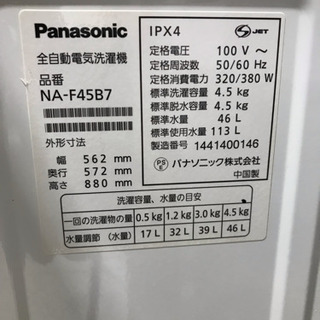 Panasonic
全自動電気洗濯機
品番
NA-F45B7
外形寸法
幅 562 mm
奥行 572 mm
高さ 880 mm
IPX4
JET
定格電圧 100 V ～
定格周波数 50/60 Hz
定格消費電力 320/380 W
標準洗濯容量 4.5 kg
標準脱水容量 4.5 kg
標準水量 46 L
標準使用水量 113 L
製造番号 1441400146
PS E パナソニック株式会社
中国製
洗濯容量、水量の目安
一回の洗濯物の量 0.5 kg 1.2 kg 3.0 kg 4.5 kg
水量調節 (水量) 17 L 32 L 39 L 46 L